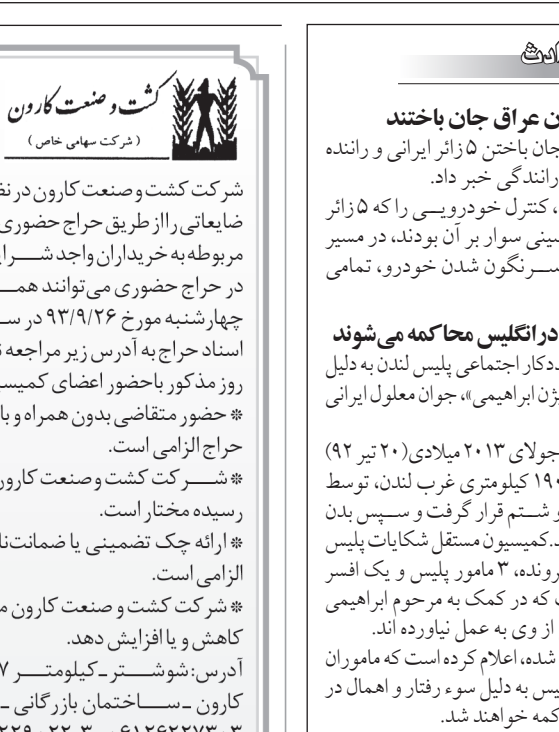 ن عراق جان باختند
جان باختن ۵ زائر ایرانی و راننده
رانندگی خبر داد.
، کنترل خودرویــی را که ۵ زائر
سینی سوار بر آن بودند، در مسیر
ســرنگون شدن خودرو، تمامی
در انگلیس محاکمه می‌شوند
ددکار اجتماعی پلیس لندن به دلیل
یژن ابراهیمی»، جوان معلول ایرانی
جولای ۲۰۱۳ میلادی(۲۰ تیر ۹۲)
۱۹۰ کیلومتری غرب لندن، توسط
و شــتم قرار گرفت و ســپس بدن
د.کمیسیون مستقل شکایات پلیس
رونده، ۳ مامور پلیس و یک افسر
ت که در کمک به مرحوم ابراهیمی
از وی به عمل نیاورده اند.
شده، اعلام کرده است که ماموران
یس به دلیل سوء رفتار و اهمال در
کمه خواهند شد.
کشت و صنعت کارون
( شرکت سهامی خاص )
شرکت کشت و صنعت کارون در نظ
ضایعاتی را از طریق حراج حضوری
مربوطه به خریداران واجد شـــرای
در حراج حضوری می‌توانند همـــ
چهارشنبه مورخ ۹۳/۹/۲۶ در ســ
اسناد حراج به آدرس زیر مراجعه ن
روز مذکور باحضور اعضای کمیس
* حضور متقاضی بدون همراه و با
حراج الزامی است.
* شـــرکت کشت وصنعت کارون
رسیده مختار است.
* ارائه چک تضمینی یا ضمانت‌نا
الزامی است.
* شرکت کشت و صنعت کارون م
کاهش و یا افزایش دهد.
آدرس: شوشـــتر ـ کیلومتـــر ۷
کارون ـ ســـاختمان بازرگانی ـ